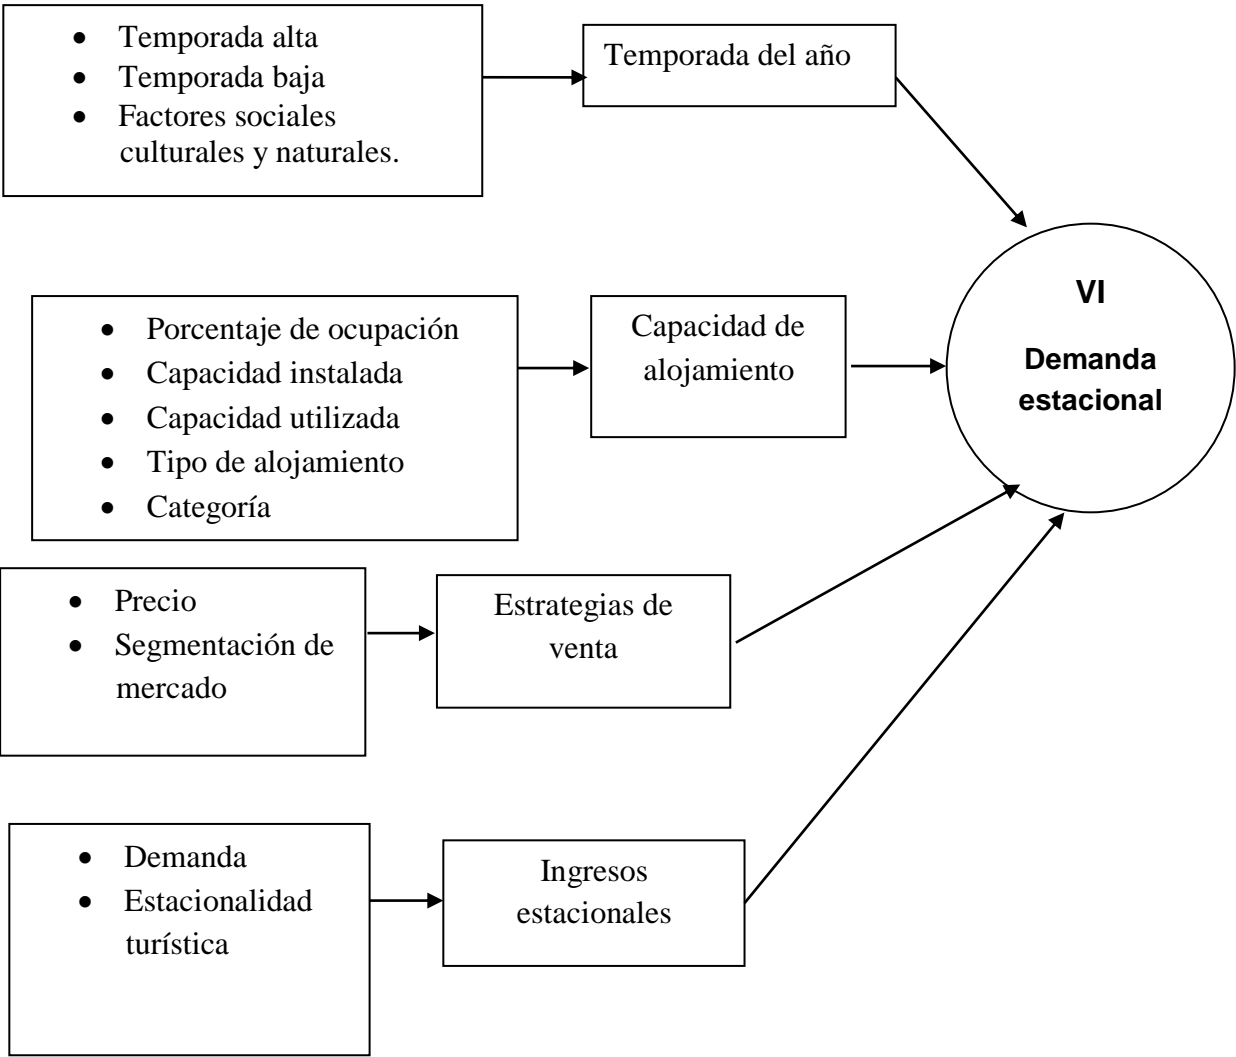 • Temporada alta
• Temporada baja
• Factores sociales
culturales y naturales.
Temporada del año
• Porcentaje de ocupación
• Capacidad instalada
• Capacidad utilizada
• Tipo de alojamiento
• Categoría
Capacidad de
alojamiento
VI
Demanda
estacional
• Precio
• Segmentación de
mercado
Estrategias de
venta
• Demanda
• Estacionalidad
turística
Ingresos
estacionales